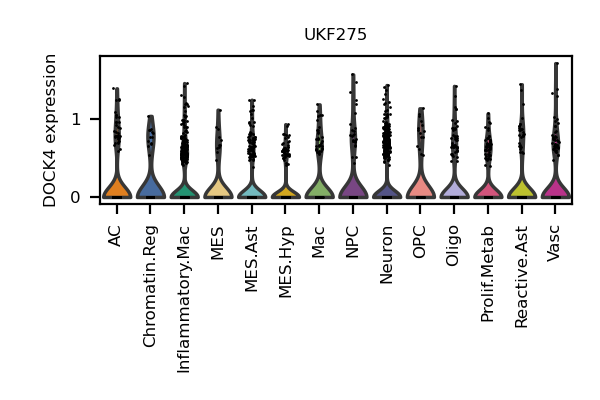 UKF275
DOCK4 expression
1
0
AC
Chromatin.Reg
Inflammatory.Mac
MES
MES.Ast
MES.Hyp
Mac
NPC
Neuron
OPC
Oligo
Prolif.Metab
Reactive.Ast
Vasc